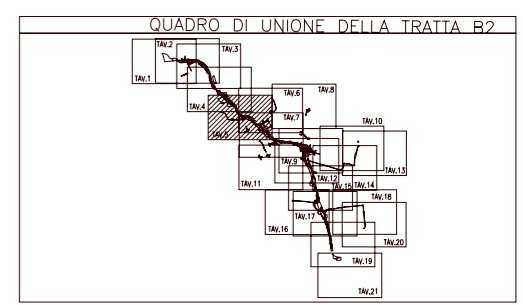 QUADRO DI UNIONE DELLA TRATTA B2
TAV.2
TAV.3
TAV.1
TAV.6
TAV.8
TAV.4
TAV.7
TAV.10
TAV.5
TAV.9
TAV.13
TAV.12
TAV.11
TAV.15
TAV.14
TAV.18
TAV.17
TAV.16
TAV.20
TAV.19
TAV.21